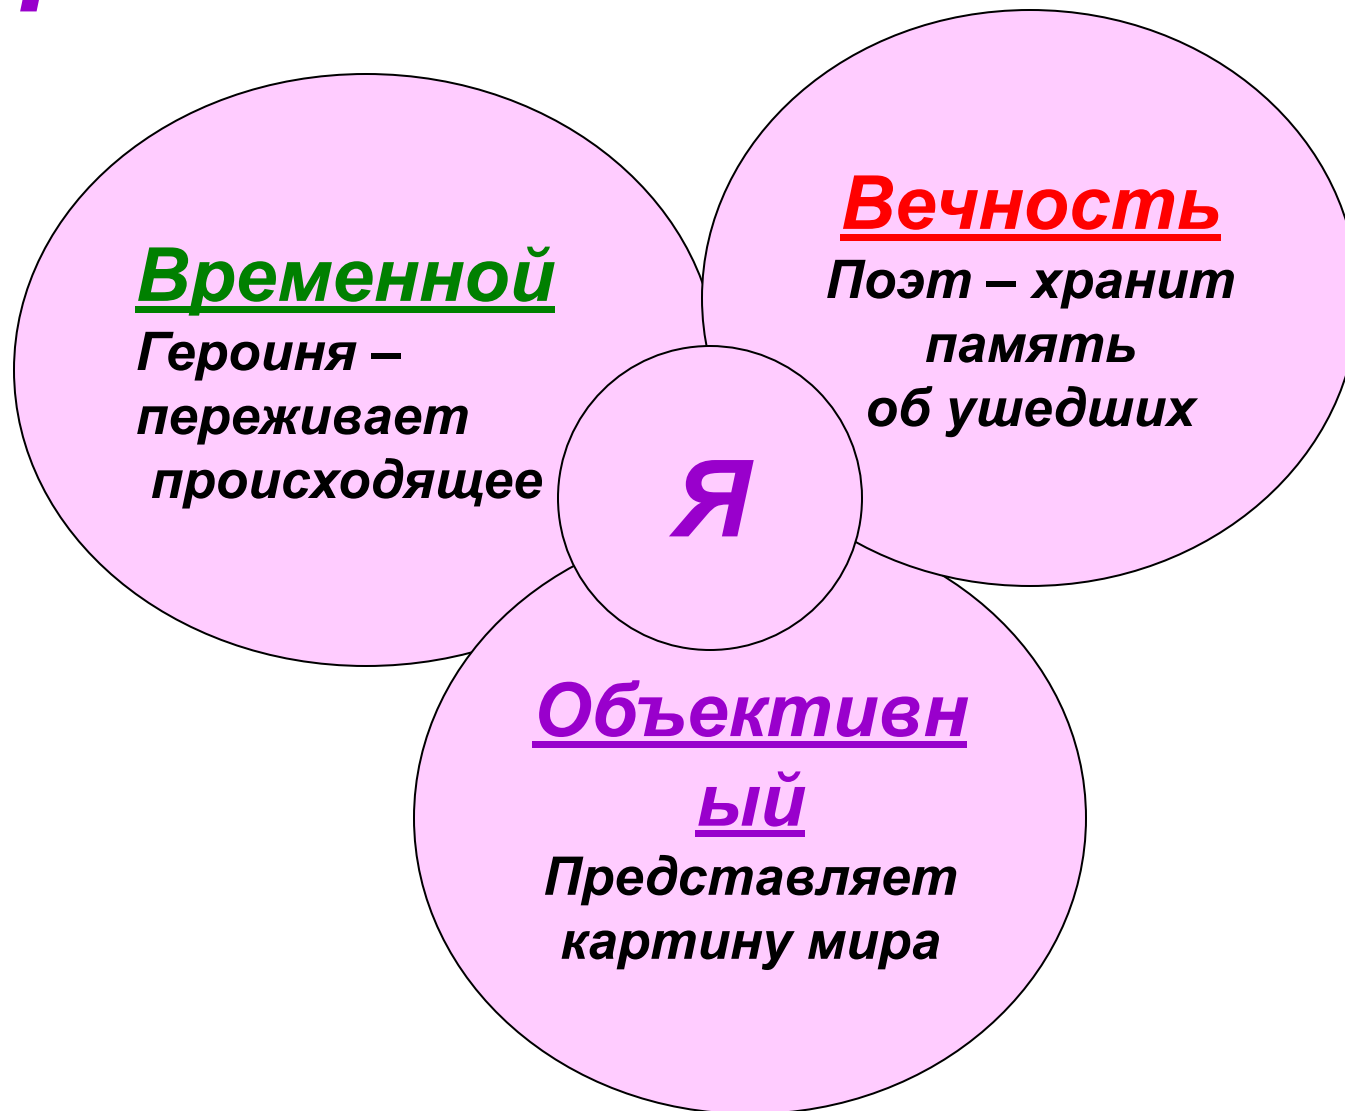 Временной
Героиня –
переживает
происходящее
Вечность
Поэт – хранит
память
об ушедших
Я
Объективн
ый
Представляет
картину мира